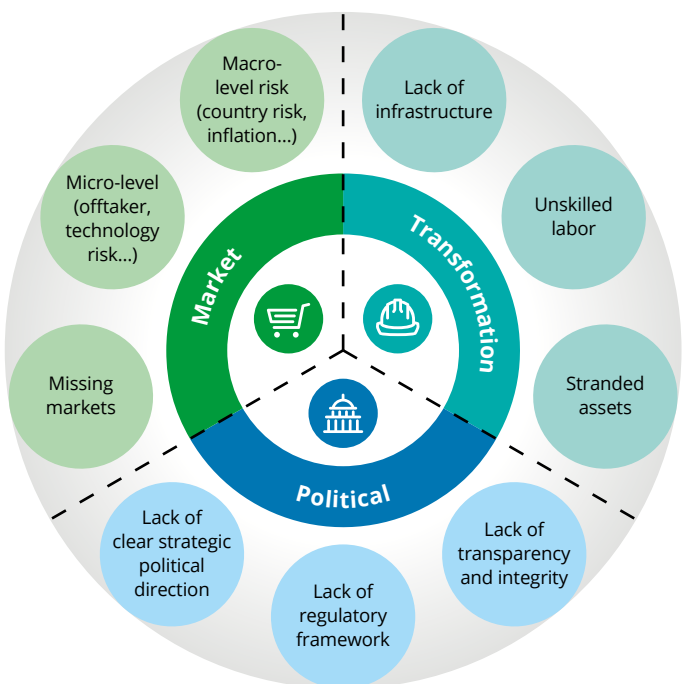 Macro-
level risk
(country risk,
inflation...)
Lack of
infrastructure
Micro-level
(offtaker,
technology
risk...)
Unskilled
labor
Market
Transformation
Missing
markets
Stranded
assets
Political
Lack of
clear strategic
political
direction
Lack of
regulatory
framework
Lack of
transparency
and integrity